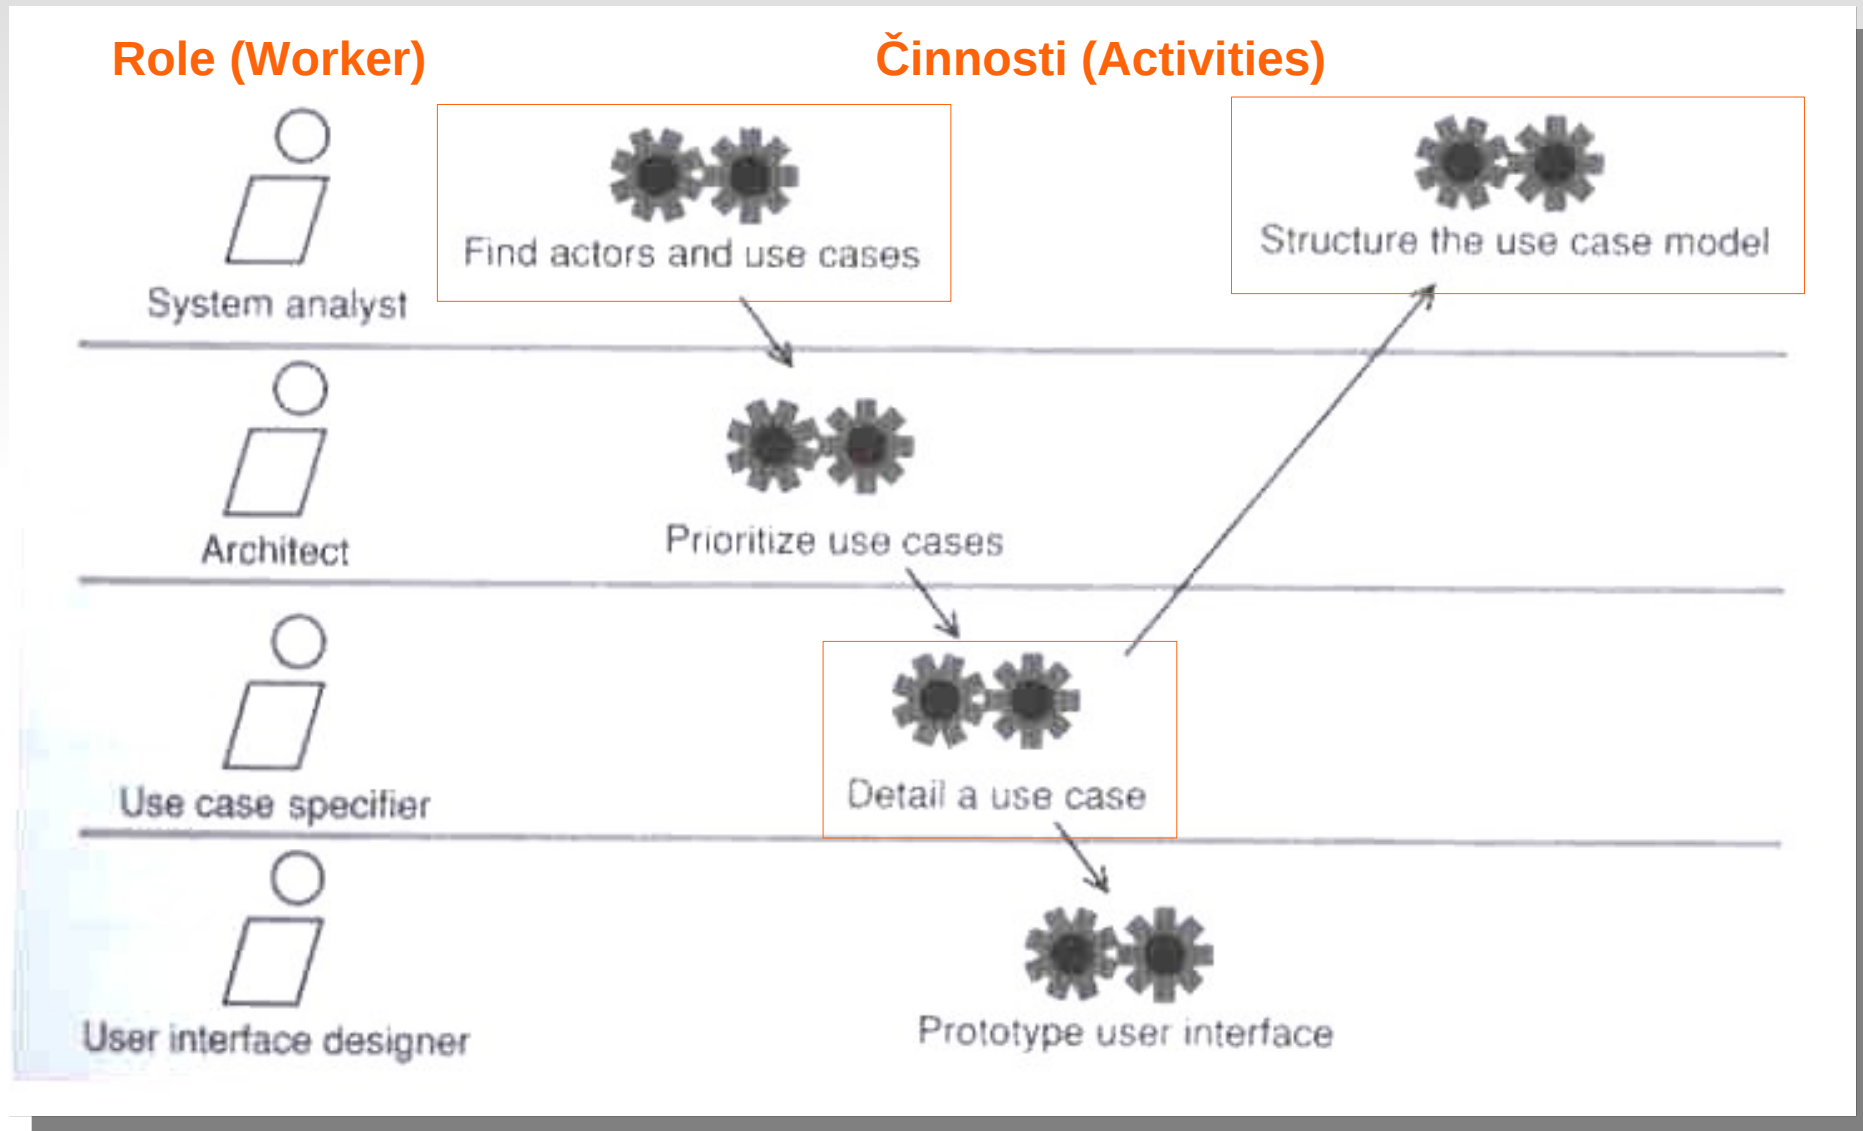 Role (Worker)
Činnosti (Activities)
Find actors and use cases
Structure the use case model
System analyst
Prioritize use cases
Architect
Detail a use case
Use case specifier
Prototype user interface
User interface designer